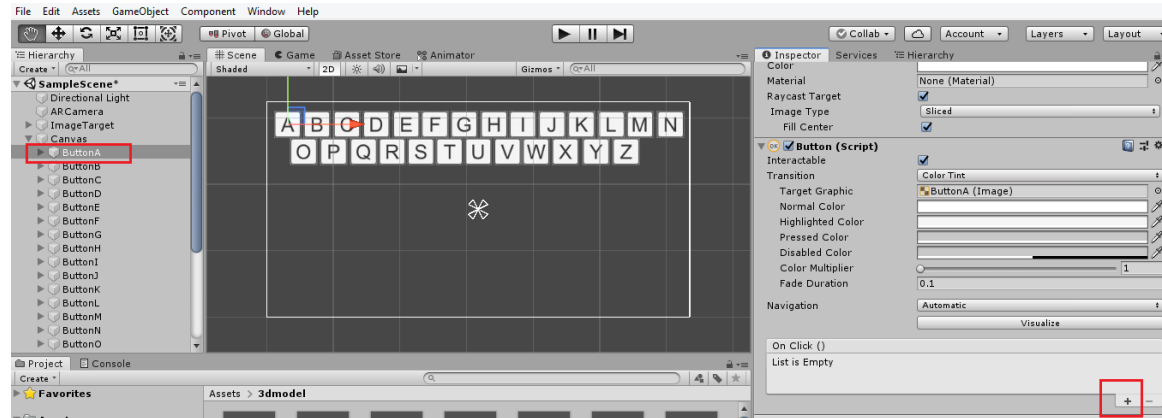 File Edit Assets GameObject Component Window Help
Pivot Global Collab Account Layers Layout
Hierarchy
Create All
SampleScene*
Directional Light
ARCamera
ImageTarget
Canvas
ButtonA
ButtonB
ButtonC
ButtonD
ButtonE
ButtonF
ButtonG
ButtonH
ButtonI
ButtonJ
ButtonK
ButtonL
ButtonM
ButtonN
ButtonO
Scene Game Asset Store Animator
Shaded 2D Gizmos All
A B C D E F G H I J K L M N
O P Q R S T U V W X Y Z
Inspector Services Hierarchy
Color
Material None (Material)
Raycast Target
Image Type Sliced
Fill Center
Button (Script)
Interactable
Transition Color Tint
Target Graphic ButtonA (Image)
Normal Color
Highlighted Color
Pressed Color
Disabled Color
Color Multiplier 1
Fade Duration 0.1
Navigation Automatic
Visualize
On Click ()
List is Empty
+ −
Project Console
Create
Favorites
Assets > 3dmodel